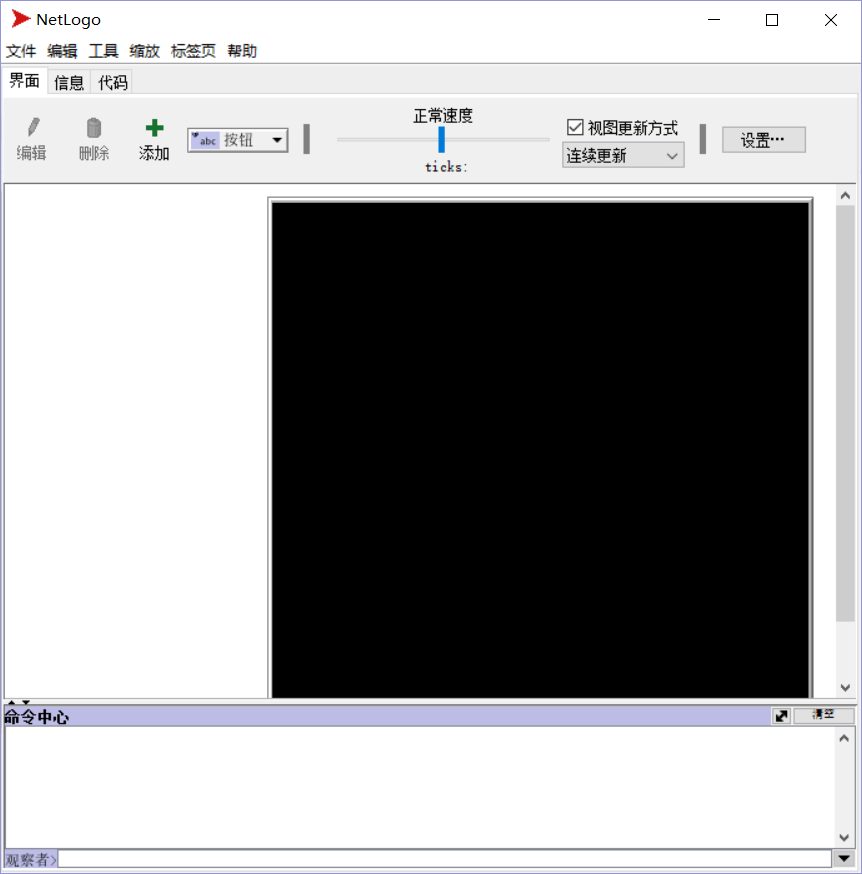 NetLogo
文件 编辑 工具 缩放 标签页 帮助
界面 信息 代码
正常速度
编辑 删除 添加 abc 按钮 视图更新方式 设置…
ticks: 连续更新
命令中心 清空
观察者>